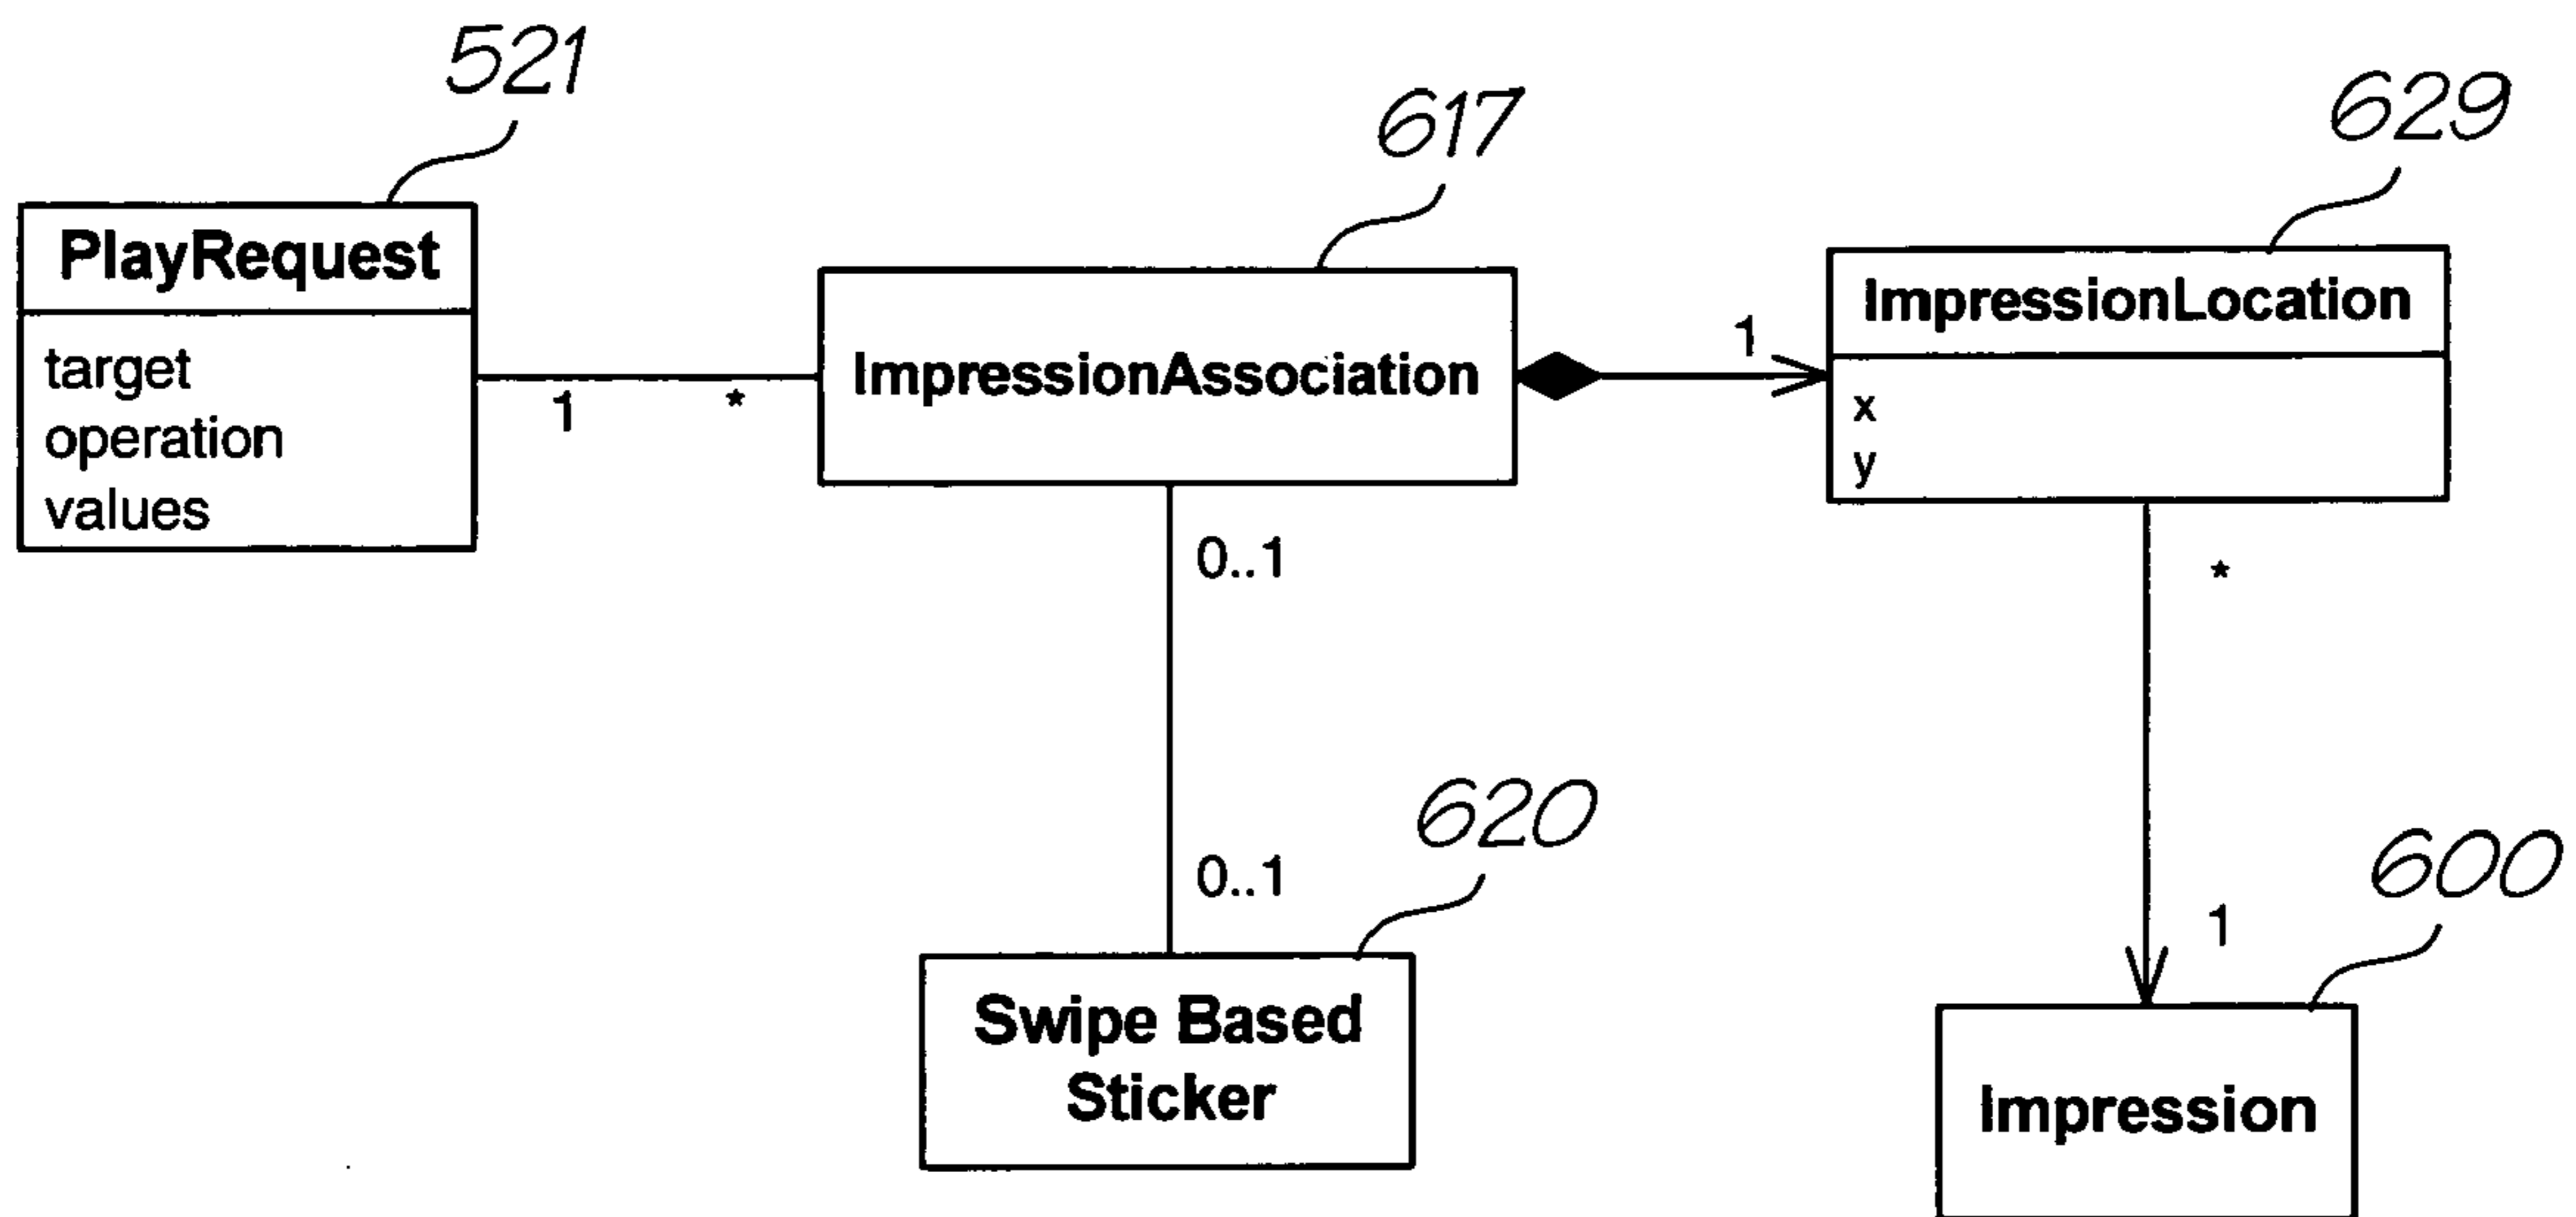 521
617
629
PlayRequest
target
operation
values
1
*
ImpressionAssociation
1
ImpressionLocation
x
y
0..1
0..1
*
1
620
Swipe Based
Sticker
600
Impression